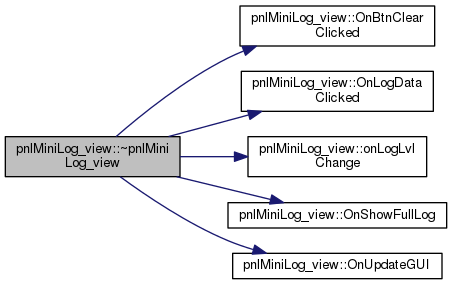 pnlMiniLog_view::OnBtnClear
Clicked
pnlMiniLog_view::OnLogData
Clicked
pnlMiniLog_view::~pnlMini
Log_view
pnlMiniLog_view::onLogLvl
Change
pnlMiniLog_view::OnShowFullLog
pnlMiniLog_view::OnUpdateGUI